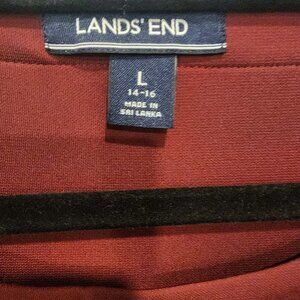 LANDS' END
L
14-16
MADE IN
SRI LANKA